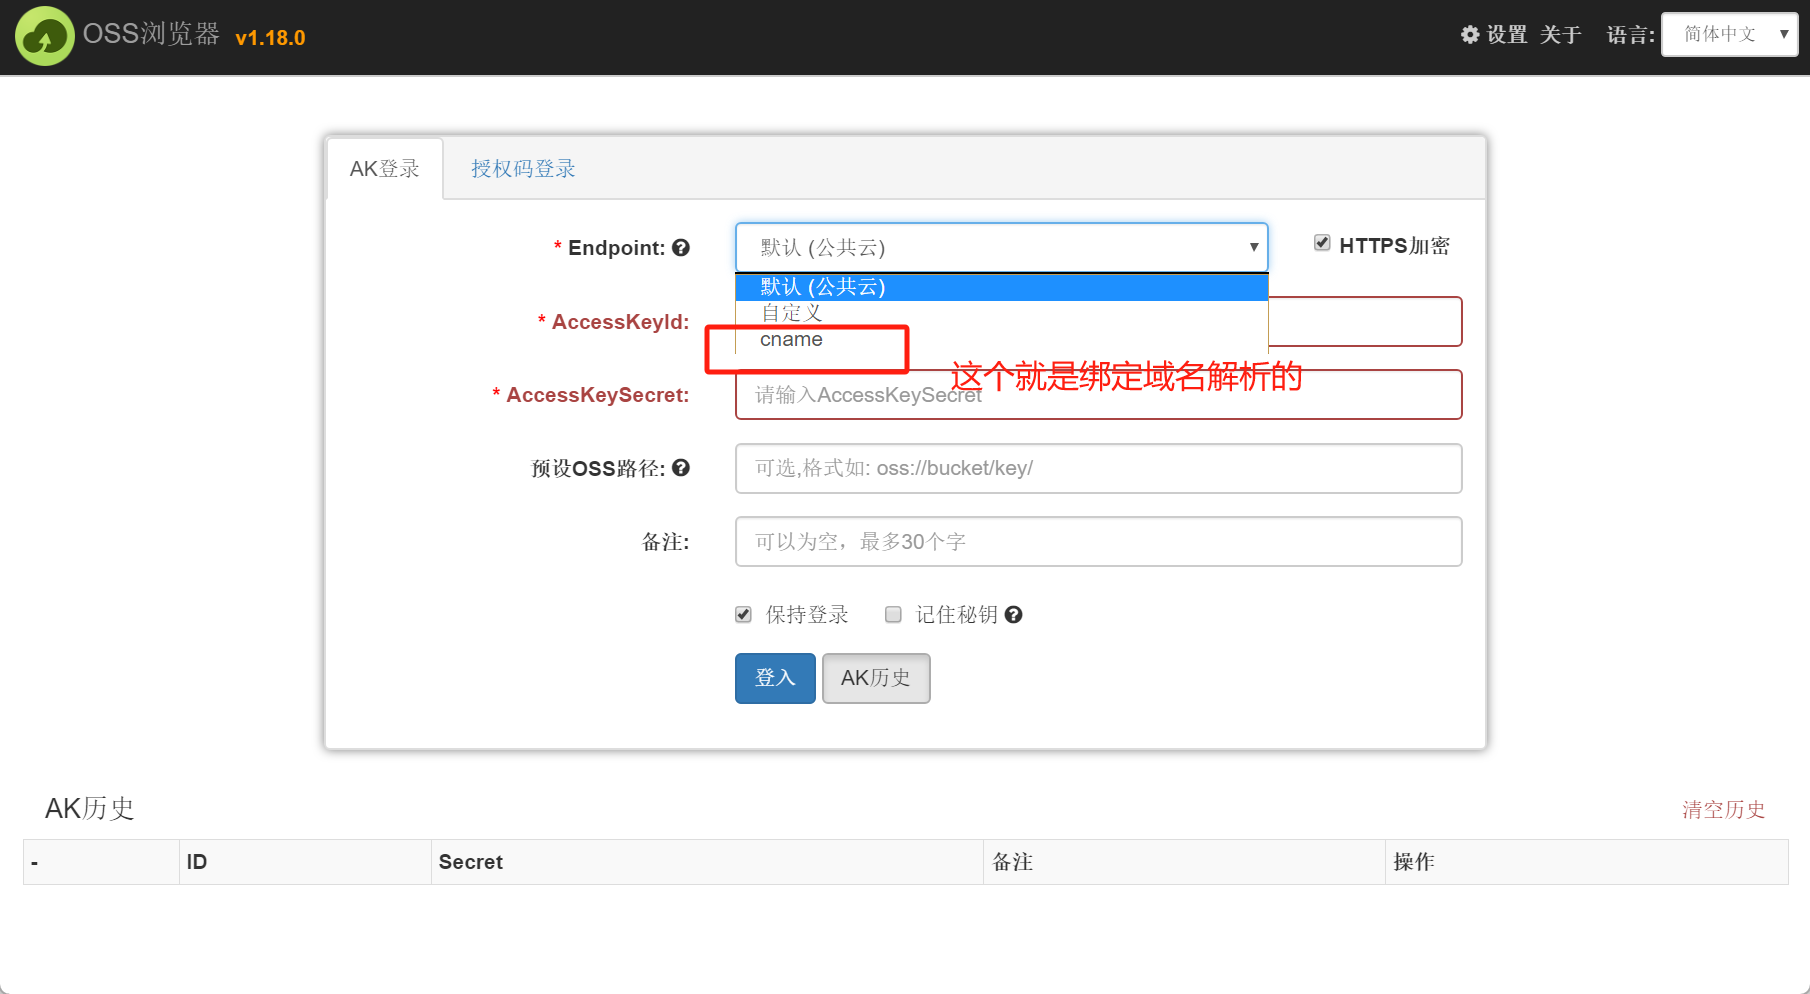 OSS浏览器 v1.18.0
设置 关于 语言: 简体中文
AK登录 授权码登录
* Endpoint: 默认 (公共云) HTTPS加密
默认 (公共云)
自定义
cname
* AccessKeyId:
这个就是绑定域名解析的
* AccessKeySecret: 请输入AccessKeySecret
预设OSS路径: 可选,格式如: oss://bucket/key/
备注: 可以为空，最多30个字
保持登录 记住秘钥
登入 AK历史
AK历史 清空历史
- ID Secret 备注 操作